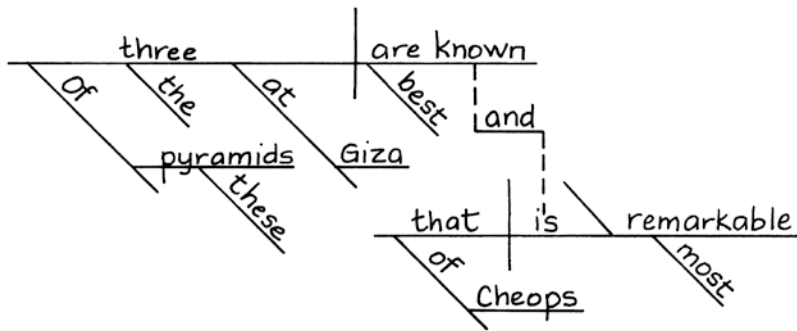 three are known
Of the at best
and
pyramids Giza
these
that is remarkable
of most
Cheops